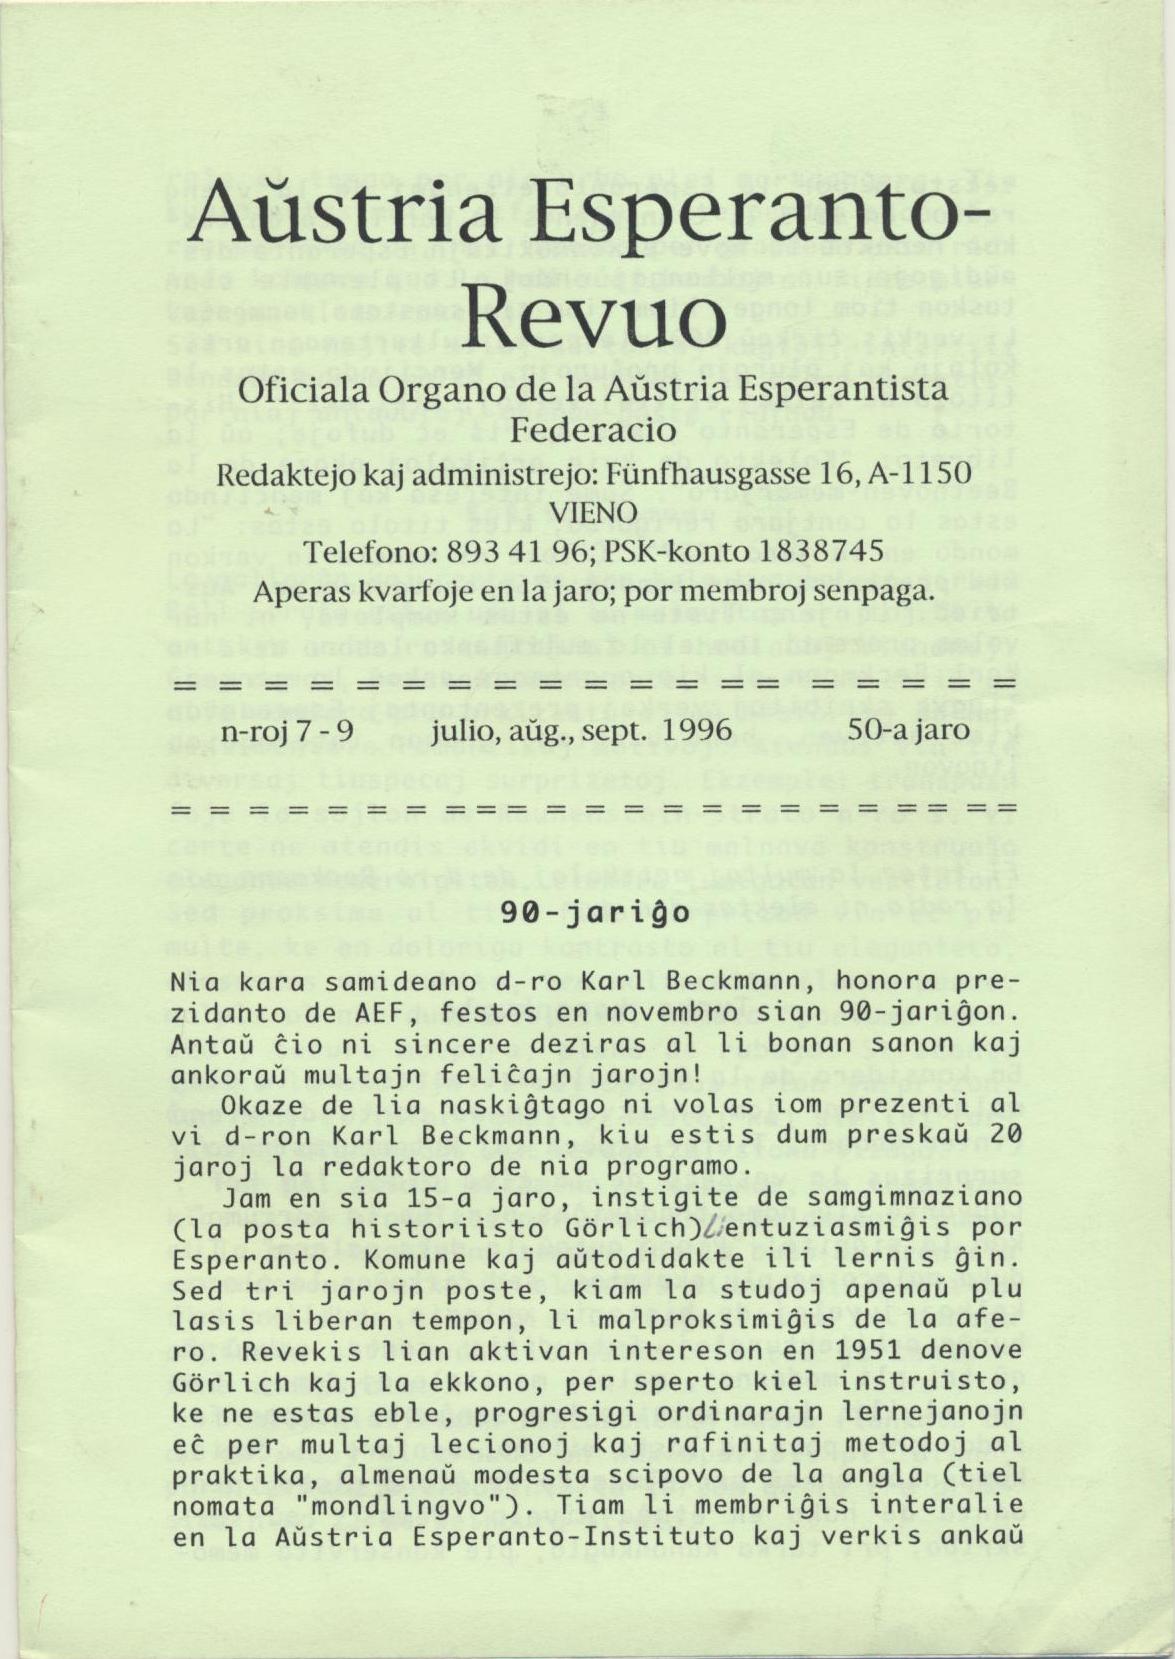 Aŭstria Esperanto-
Revuo
Oficiala Organo de la Aŭstria Esperantista
Federacio
Redaktejo kaj administrejo: Fünfhausgasse 16, A-1150
VIENO
Telefono: 893 41 96; PSK-konto 1838745
Aperas kvarfoje en la jaro; por membroj senpaga.
n-roj 7 - 9 julio, aŭg., sept. 1996 50-a jaro
90-jariĝo
Nia kara samideano d-ro Karl Beckmann, honora pre-
zidanto de AEF, festos en novembro sian 90-jariĝon.
Antaŭ ĉio ni sincere deziras al li bonan sanon kaj
ankoraŭ multajn feliĉajn jarojn!
Okaze de lia naskiĝtago ni volas iom prezenti al
vi d-ron Karl Beckmann, kiu estis dum preskaŭ 20
jaroj la redaktoro de nia programo.
Jam en sia 15-a jaro, instigite de samgimnaziano
(la posta historiisto Görlich) entuziasmiĝis por
Esperanto. Komune kaj aŭtodidakte ili lernis ĝin.
Sed tri jarojn poste, kiam la studoj apenaŭ plu
lasis liberan tempon, li malproksimiĝis de la afe-
ro. Revekis lian aktivan intereson en 1951 denove
Görlich kaj la ekkono, per sperto kiel instruisto,
ke ne estas eble, progresigi ordinarajn lernejanojn
eĉ per multaj lecionoj kaj rafinitaj metodoj al
praktika, almenaŭ modesta scipovo de la angla (tiel
nomata "mondlingvo"). Tiam li membriĝis interalie
en la Aŭstria Esperanto-Instituto kaj verkis ankaŭ